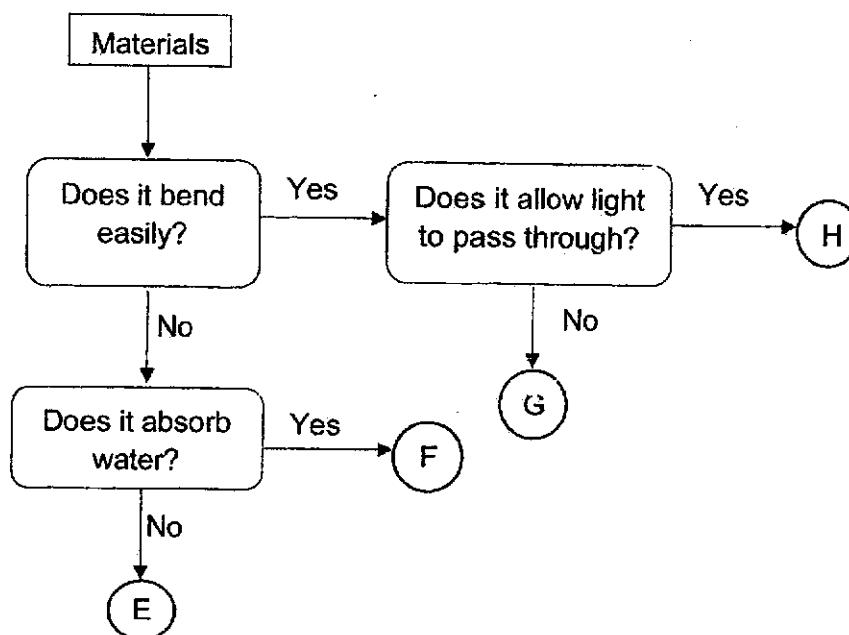 Materials
Does it bend
easily?
Yes
Does it allow light
to pass through?
Yes
H
No
No
G
Does it absorb
water?
Yes
F
No
E